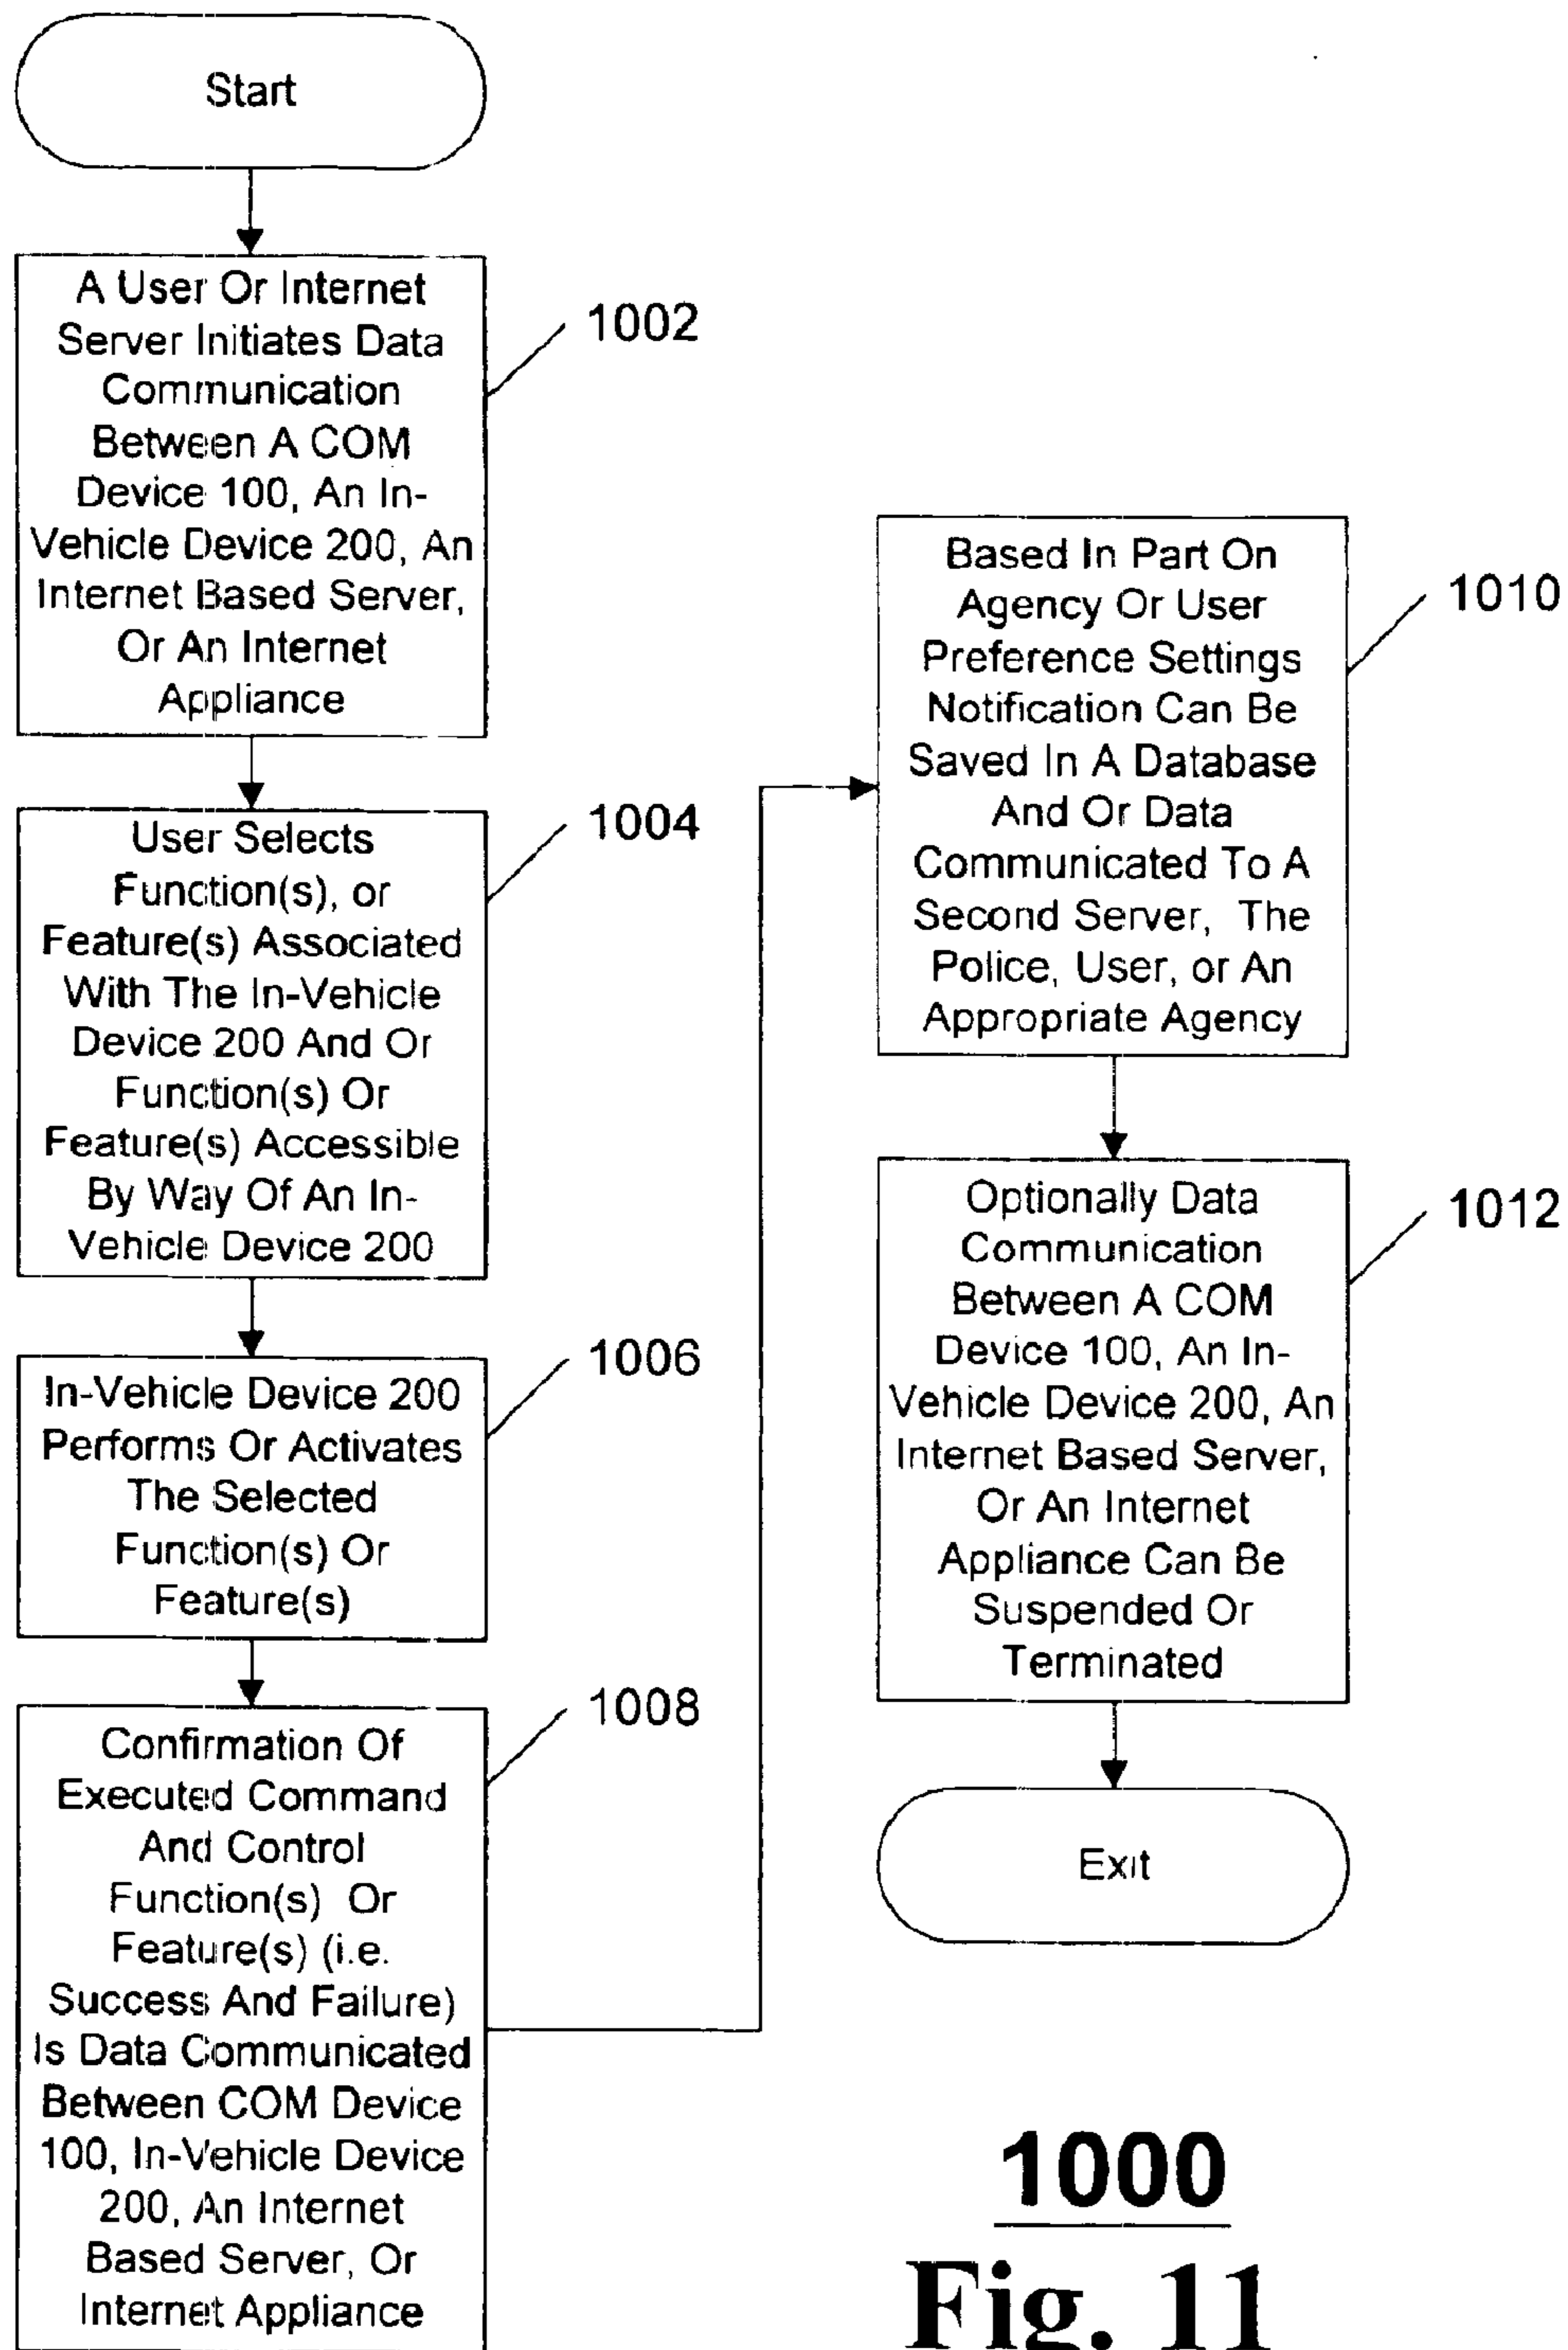 Start
A User Or Internet
Server Initiates Data
Communication
Between A COM
Device 100, An In-
Vehicle Device 200, An
Internet Based Server,
Or An Internet
Appliance
1002
User Selects
Function(s), or
Feature(s) Associated
With The In-Vehicle
Device 200 And Or
Function(s) Or
Feature(s) Accessible
By Way Of An In-
Vehicle Device 200
1004
In-Vehicle Device 200
Performs Or Activates
The Selected
Function(s) Or
Feature(s)
1006
Confirmation Of
Executed Command
And Control
Function(s) Or
Feature(s) (i.e.
Success And Failure)
Is Data Communicated
Between COM Device
100, In-Vehicle Device
200, An Internet
Based Server, Or
Internet Appliance
1008
Based In Part On
Agency Or User
Preference Settings
Notification Can Be
Saved In A Database
And Or Data
Communicated To A
Second Server, The
Police, User, or An
Appropriate Agency
1010
Optionally Data
Communication
Between A COM
Device 100, An In-
Vehicle Device 200, An
Internet Based Server,
Or An Internet
Appliance Can Be
Suspended Or
Terminated
1012
Exit
1000
Fig. 11